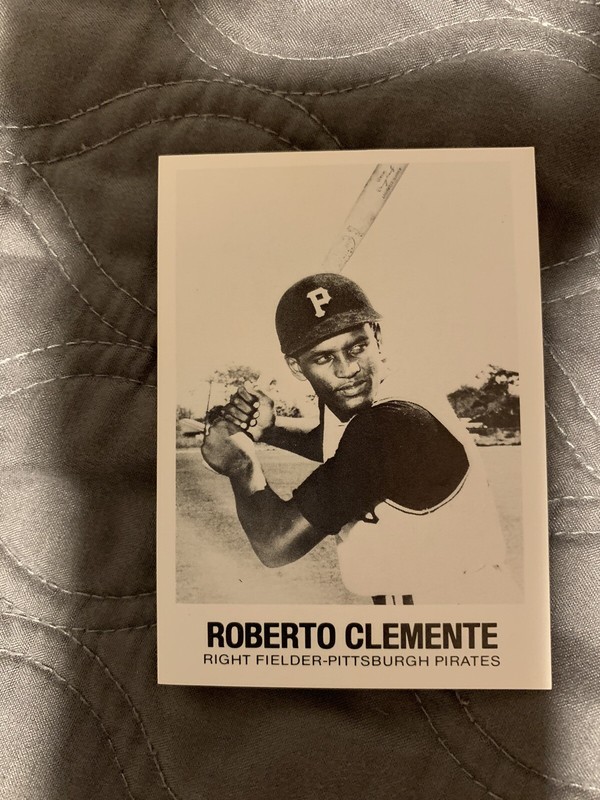 P
ROBERTO CLEMENTE
RIGHT FIELDER-PITTSBURGH PIRATES